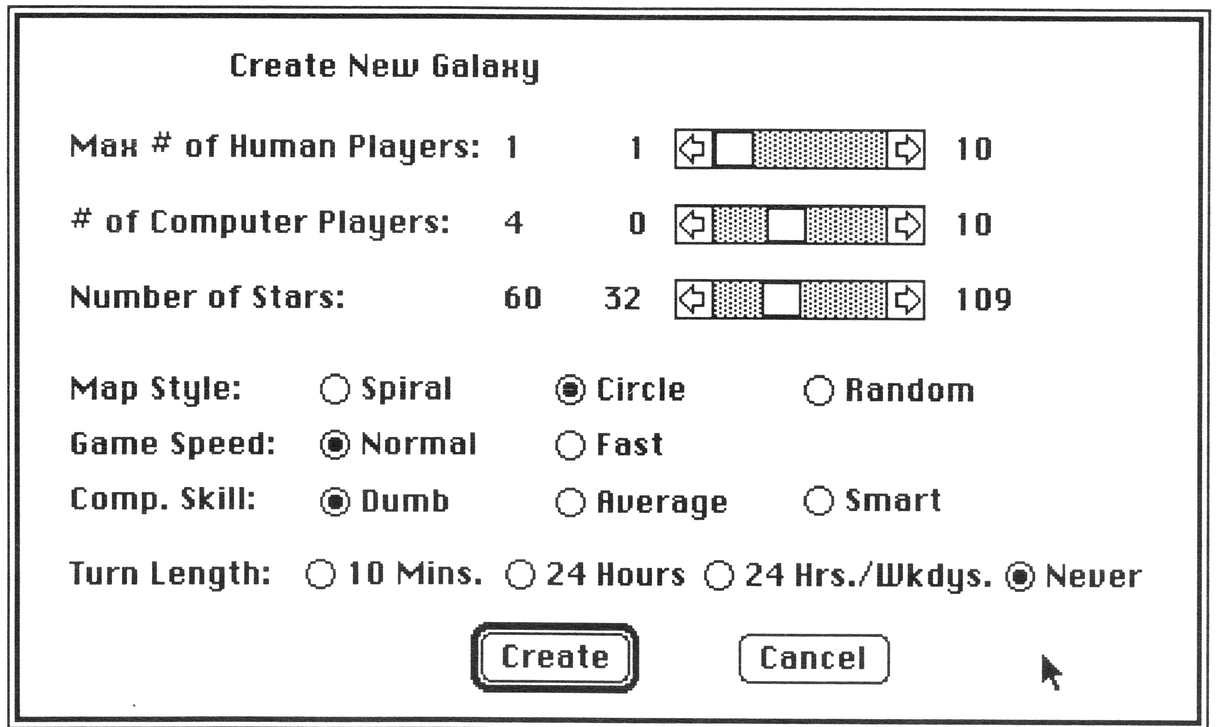 Create New Galaxy
Max # of Human Players: 1 1 10
# of Computer Players: 4 0 10
Number of Stars: 60 32 109
Map Style: Spiral Circle Random
Game Speed: Normal Fast
Comp. Skill: Dumb Average Smart
Turn Length: 10 Mins. 24 Hours 24 Hrs./Wkdys. Never
Create Cancel